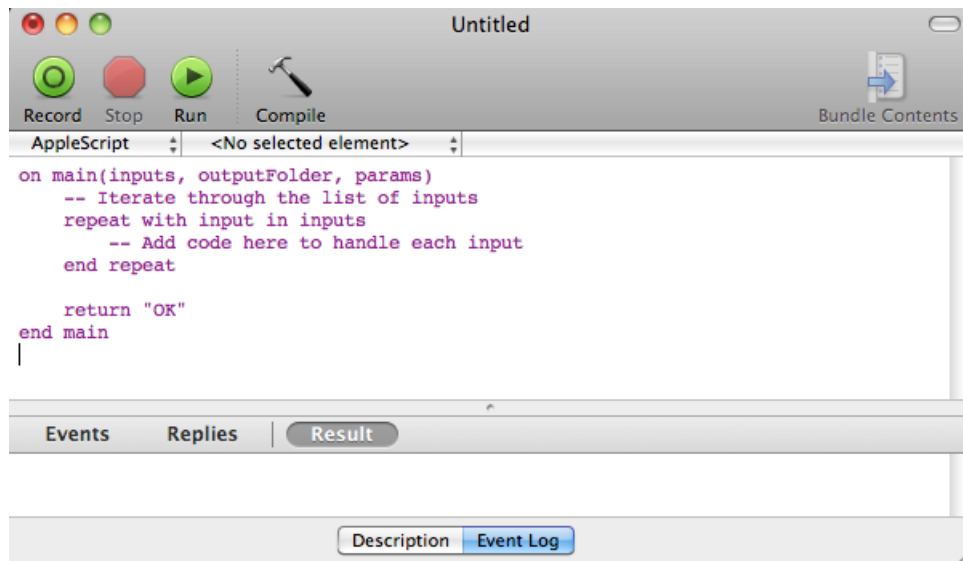 Untitled
Record Stop Run Compile Bundle Contents
AppleScript <No selected element>
on main(inputs, outputFolder, params)
    -- Iterate through the list of inputs
    repeat with input in inputs
        -- Add code here to handle each input
    end repeat

    return "OK"
end main
Events Replies Result
Description Event Log